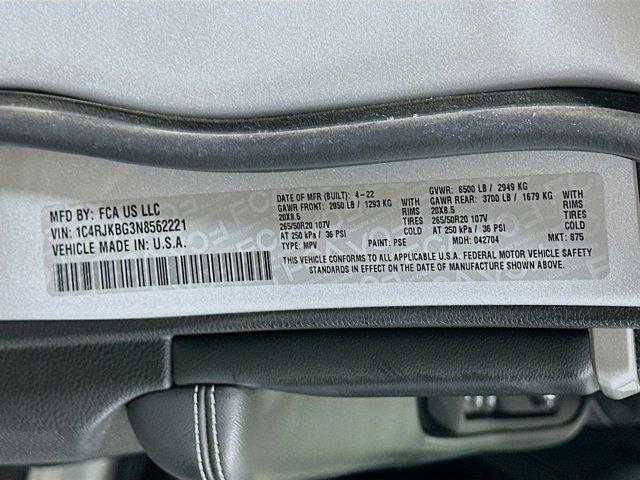 MFD BY: FCA US LLC
VIN: 1C4RJKBG3N8562221
VEHICLE MADE IN: U.S.A.
DATE OF MFR (BUILT): 4-22
GVWR: 6500 LB / 2949 KG
GAWR FRONT: 2850 LB / 1293 KG WITH
GAWR REAR: 3700 LB / 1679 KG WITH
20X8.5 RIMS
20X8.5 RIMS
265/50R20 107V TIRES
265/50R20 107V TIRES
AT 250 kPa / 36 PSI COLD
AT 250 kPa / 36 PSI COLD
TYPE: MPV PAINT: PSE MDH: 042704 MKT: 875
THIS VEHICLE CONFORMS TO ALL APPLICABLE U.S.A. FEDERAL MOTOR VEHICLE SAFETY
STANDARDS IN EFFECT ON THE DATE OF MANUFACTURE SHOWN ABOVE.